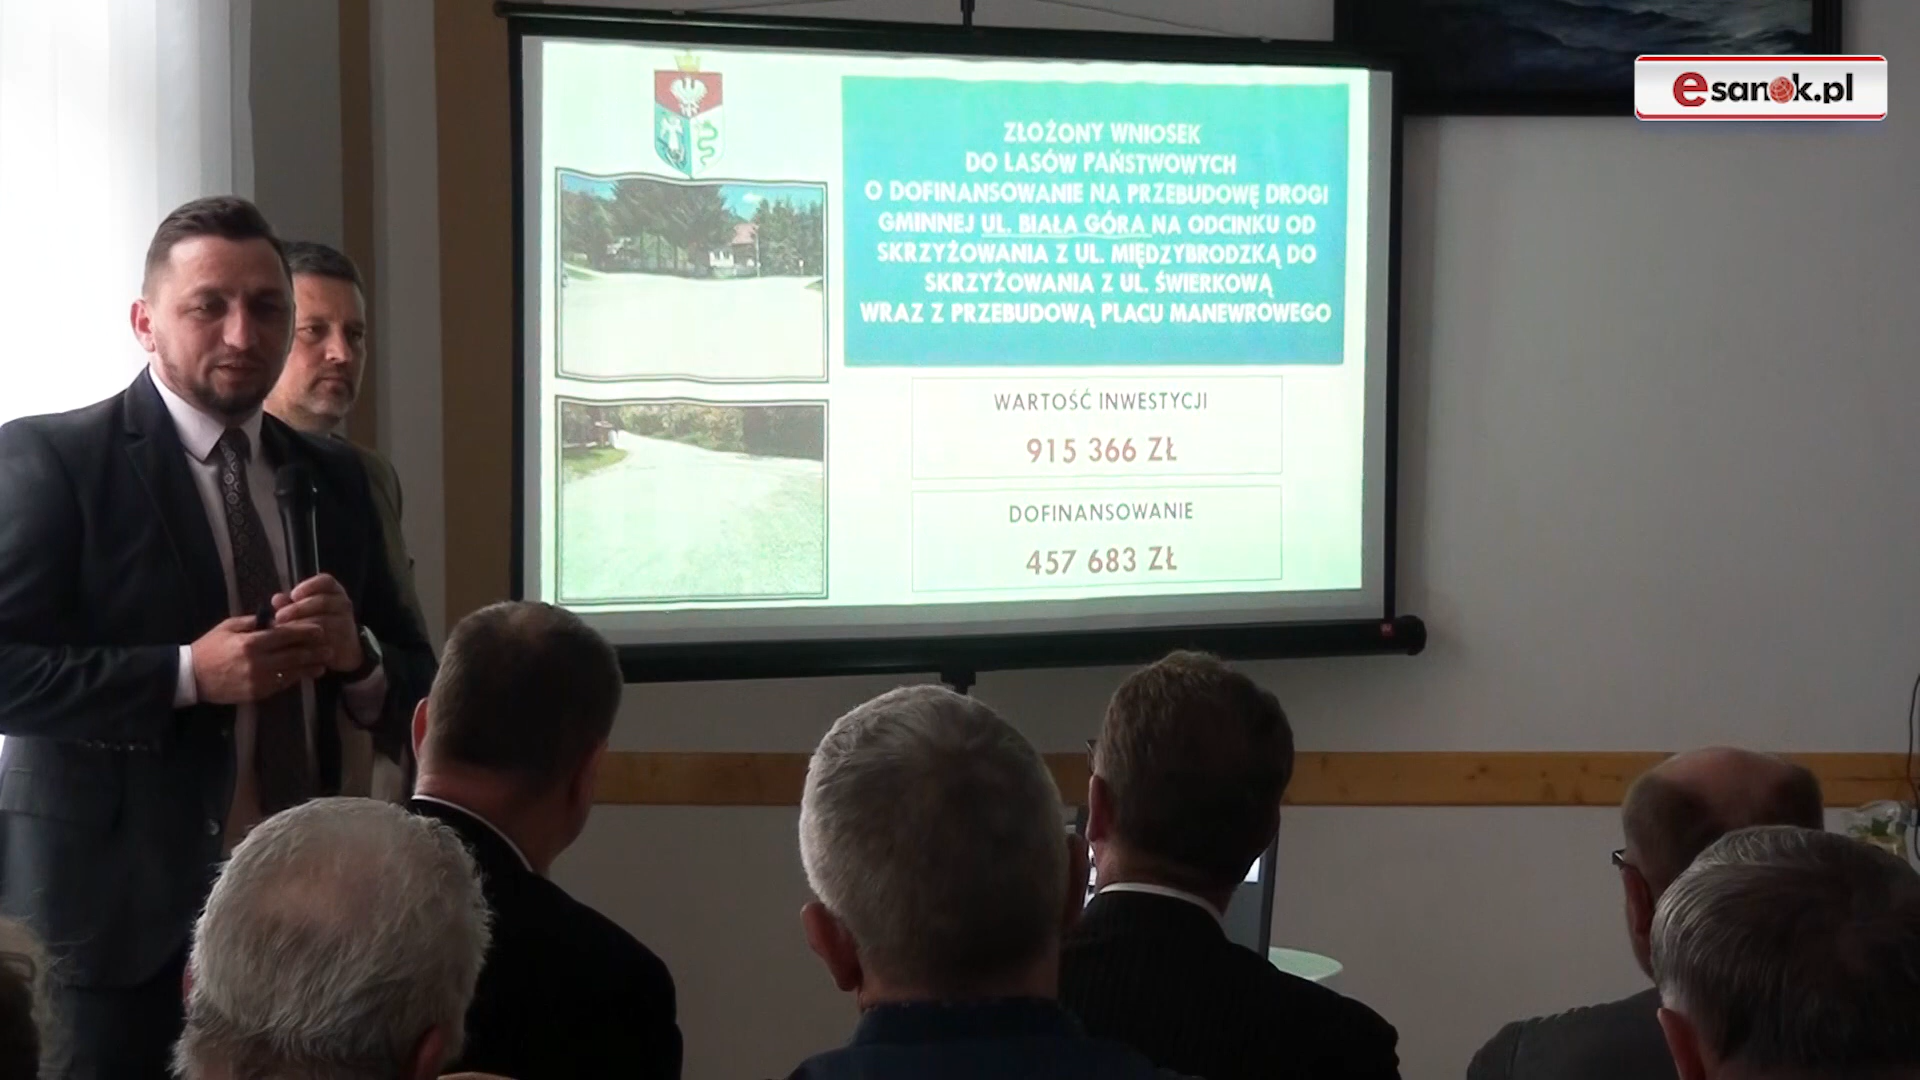 esanok.pl
ZŁOŻONY WNIOSEK
DO LASÓW PAŃSTWOWYCH
O DOFINANSOWANIE NA PRZEBUDOWĘ DROGI
GMINNEJ UL. BIAŁA GÓRA NA ODCINKU OD
SKRZYŻOWANIA Z UL. MIĘDZYBRODZKĄ DO
SKRZYŻOWANIA Z UL. ŚWIERKOWĄ
WRAZ Z PRZEBUDOWĄ PLACU MANEWROWEGO
WARTOŚĆ INWESTYCJI
915 366 ZŁ
DOFINANSOWANIE
457 683 ZŁ